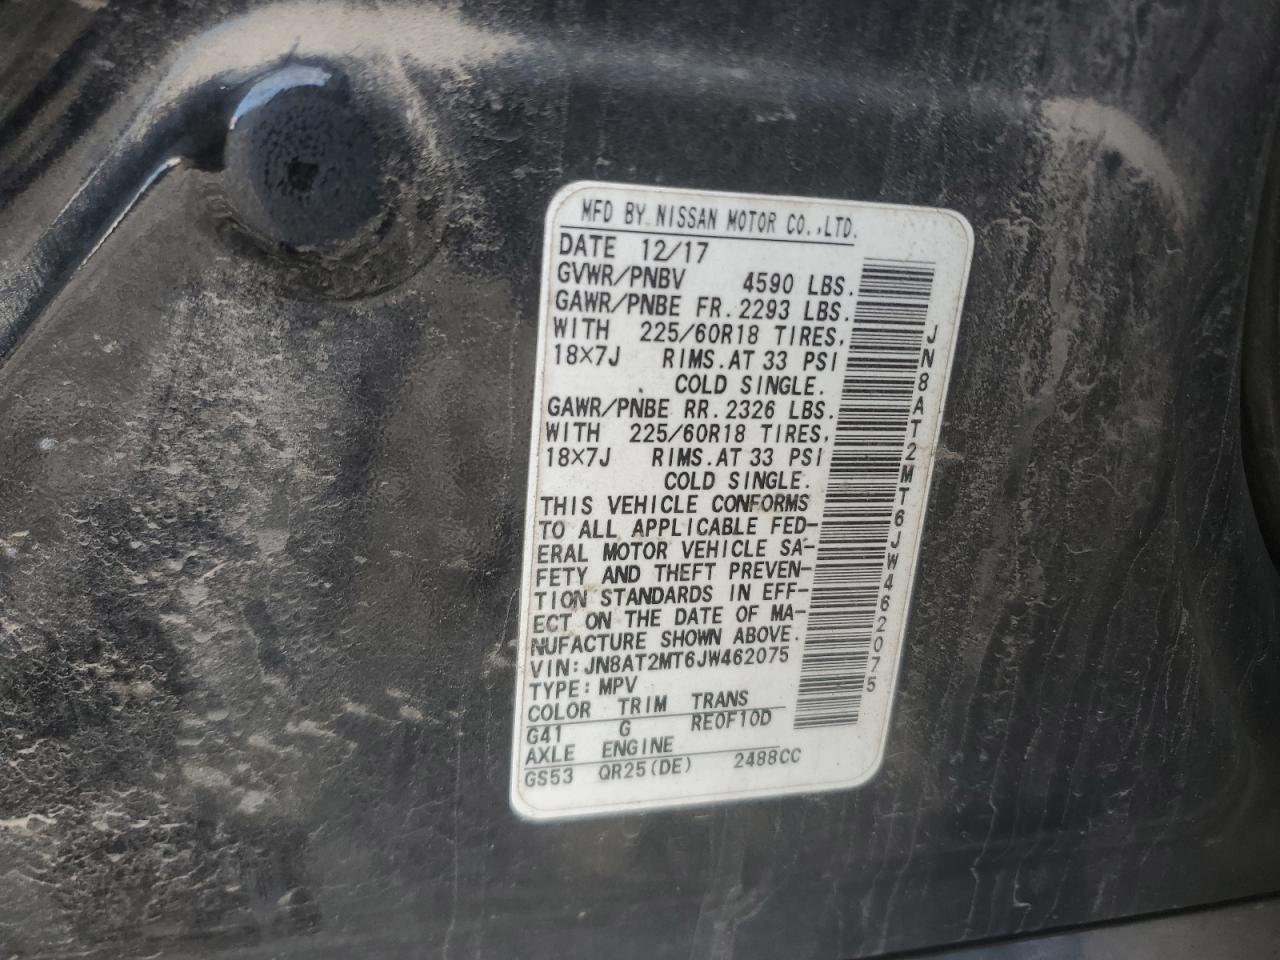 MFD BY NISSAN MOTOR CO.,LTD.
DATE 12/17
GVWR/PNBV 4590 LBS.
GAWR/PNBE FR. 2293 LBS.
WITH 225/60R18 TIRES,
18×7J RIMS.AT 33 PSI
COLD SINGLE.
GAWR/PNBE RR. 2326 LBS.
WITH 225/60R18 TIRES,
18×7J RIMS.AT 33 PSI
COLD SINGLE.
THIS VEHICLE CONFORMS
TO ALL APPLICABLE FED-
ERAL MOTOR VEHICLE SA-
FETY AND THEFT PREVEN-
TION STANDARDS IN EFF-
ECT ON THE DATE OF MA-
NUFACTURE SHOWN ABOVE.
VIN:JN8AT2MT6JW462075
TYPE:MPV
COLOR TRIM TRANS
G41 G RE0F10D
AXLE ENGINE
GS53 QR25(DE) 2488CC
JN8AT2MT6JW462075